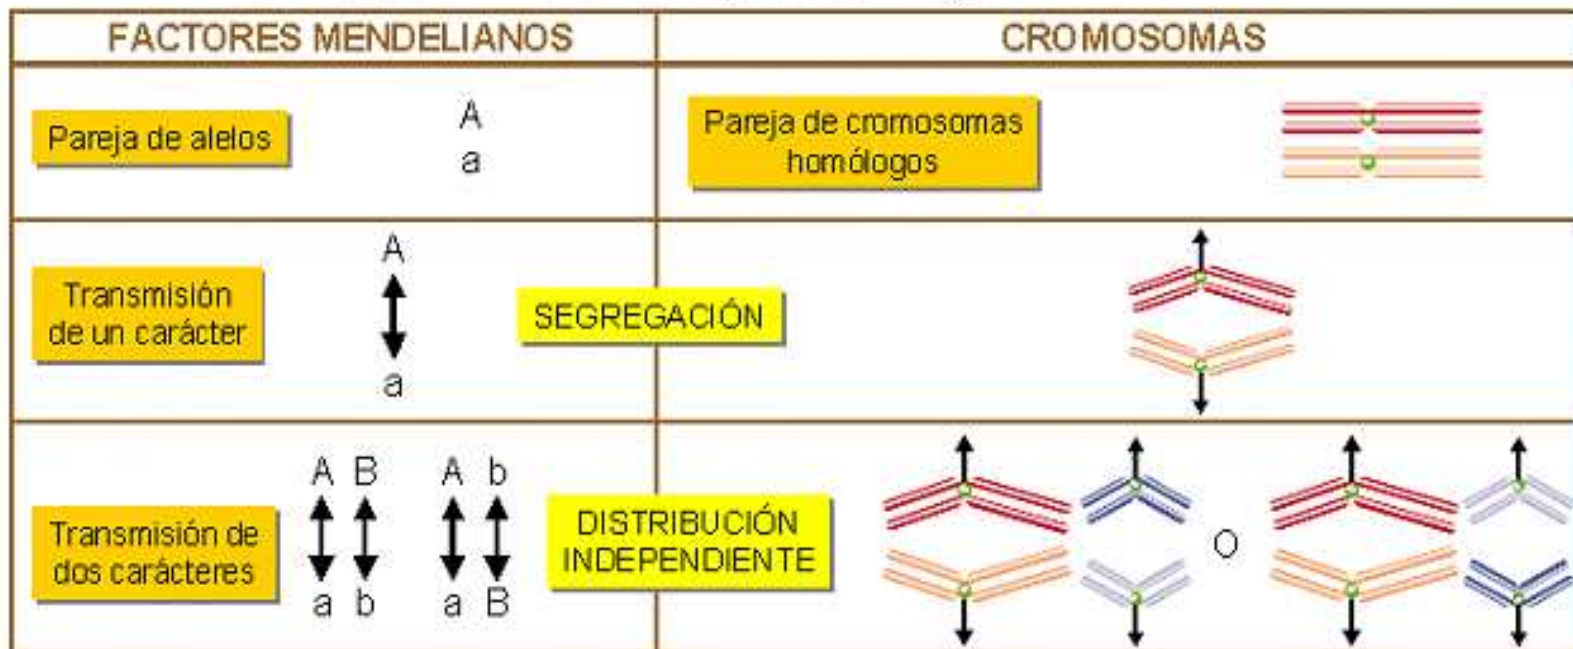 FACTORES MENDELIANOS
CROMOSOMAS
Pareja de alelos
A
a
Pareja de cromosomas
homólogos
Transmisión
de un carácter
A
a
SEGREGACIÓN
Transmisión de
dos carácteres
A B
a b
A b
a B
DISTRIBUCIÓN
INDEPENDIENTE
O